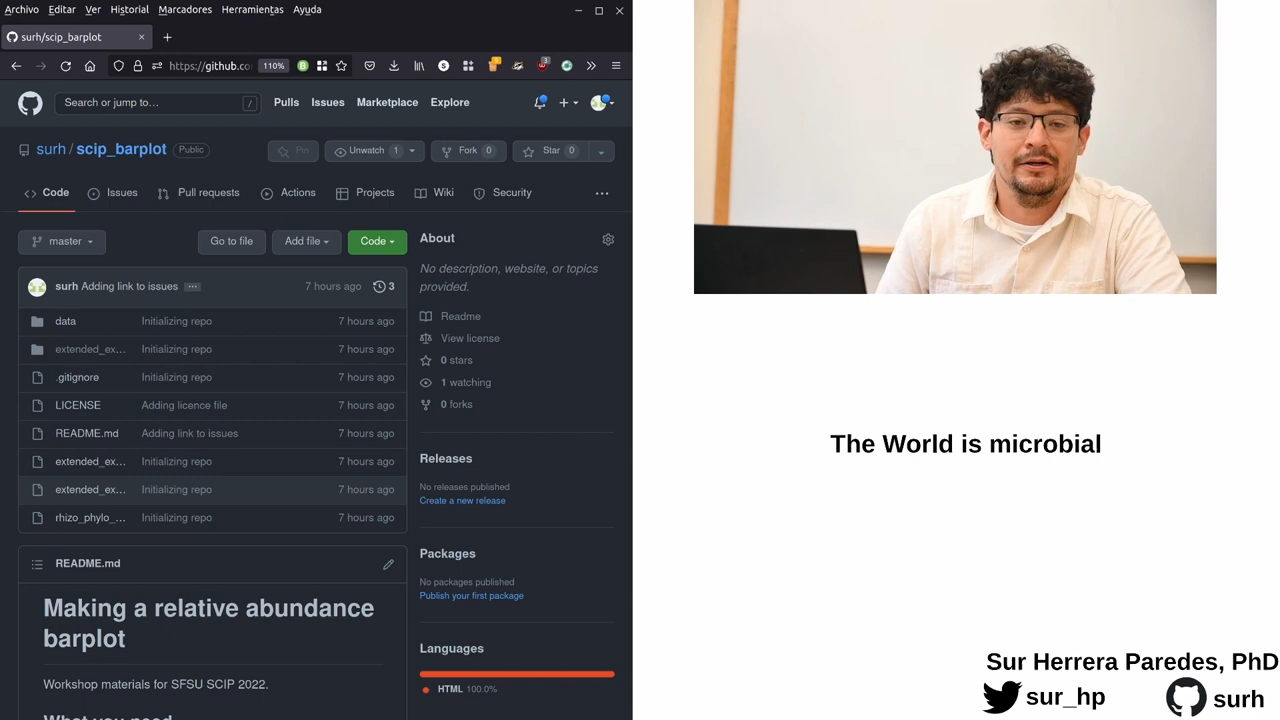 Archivo Editar Ver Historial Marcadores Herramientas Ayuda
surh/scip_barplot
https://github.co
110%
Search or jump to… /
Pulls Issues Marketplace Explore
surh / scip_barplot Public
Pin Unwatch 1 Fork 0 Star 0
Code Issues Pull requests Actions Projects Wiki Security
master Go to file Add file Code
surh Adding link to issues 7 hours ago 3
data Initializing repo 7 hours ago
extended_ex... Initializing repo 7 hours ago
.gitignore Initializing repo 7 hours ago
LICENSE Adding licence file 7 hours ago
README.md Adding link to issues 7 hours ago
extended_ex... Initializing repo 7 hours ago
extended_ex... Initializing repo 7 hours ago
rhizo_phylo_... Initializing repo 7 hours ago
README.md
Making a relative abundance
barplot
Workshop materials for SFSU SCIP 2022.
What you need
About
No description, website, or topics
provided.
Readme
View license
0 stars
1 watching
0 forks
Releases
No releases published
Create a new release
Packages
No packages published
Publish your first package
Languages
HTML 100.0%
The World is microbial
Sur Herrera Paredes, PhD
sur_hp surh